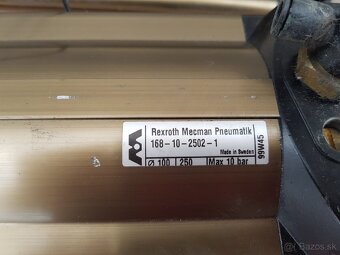 Rexroth Mecman Pneumatik
168-10-2502-1
Made in Sweden
Ø 100 250 Max 10 bar
99W45
Bazos.sk